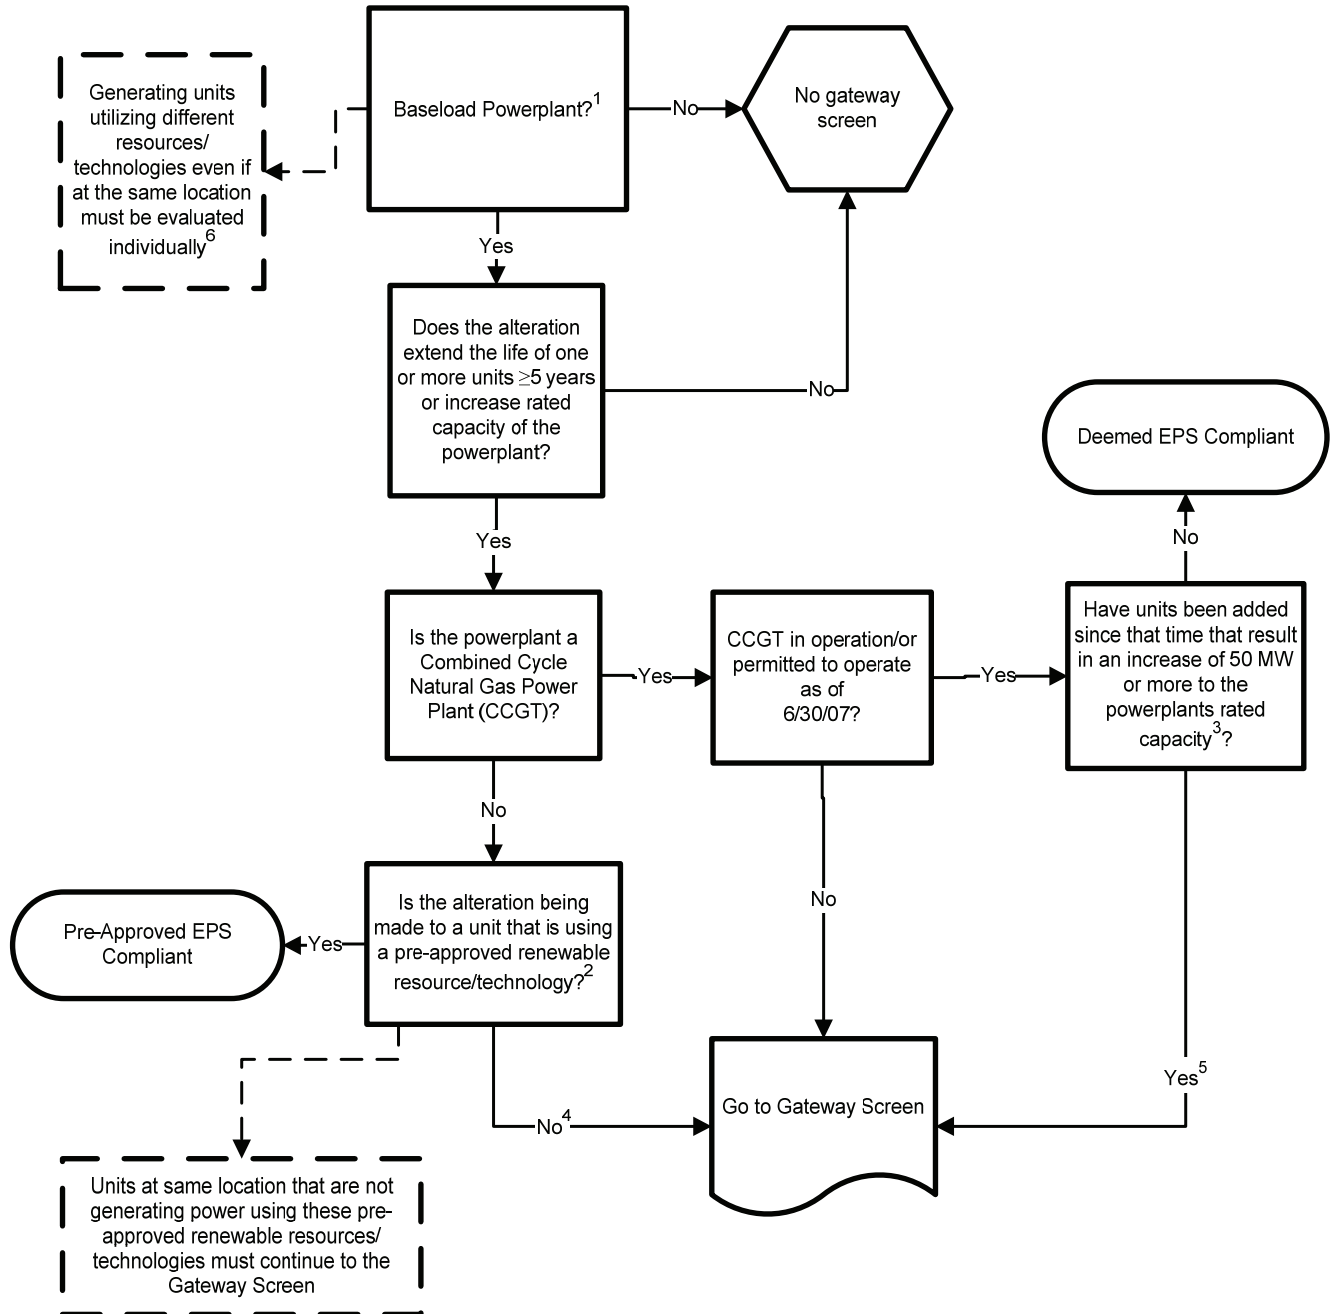 Baseload Powerplant?1
No
No gateway
screen
Generating units
utilizing different
resources/
technologies even if
at the same location
must be evaluated
individually6
Yes
Does the alteration
extend the life of one
or more units ≥5 years
or increase rated
capacity of the
powerplant?
No
Deemed EPS Compliant
Yes
No
Is the powerplant a
Combined Cycle
Natural Gas Power
Plant (CCGT)?
Yes
CCGT in operation/or
permitted to operate
as of
6/30/07?
Yes
Have units been added
since that time that result
in an increase of 50 MW
or more to the
powerplants rated
capacity3?
No
Is the alteration being
made to a unit that is using
a pre-approved renewable
resource/technology?2
Yes
Pre-Approved EPS
Compliant
No
Yes5
No4
Go to Gateway Screen
Units at same location that are not
generating power using these pre-
approved renewable resources/
technologies must continue to the
Gateway Screen